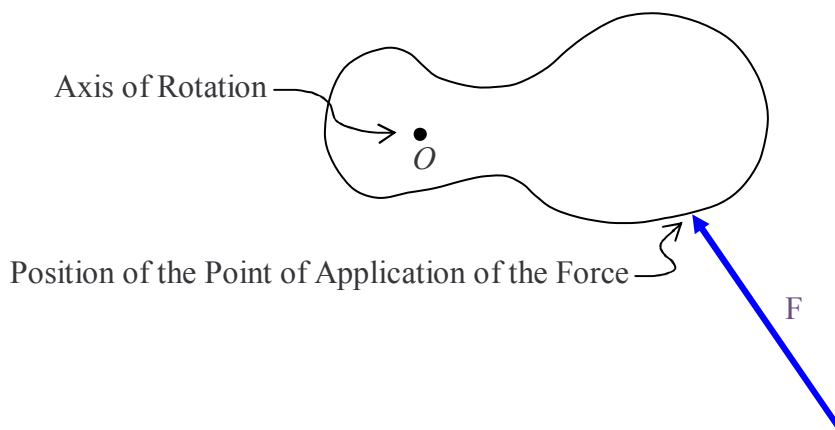 Axis of Rotation
O
Position of the Point of Application of the Force
F